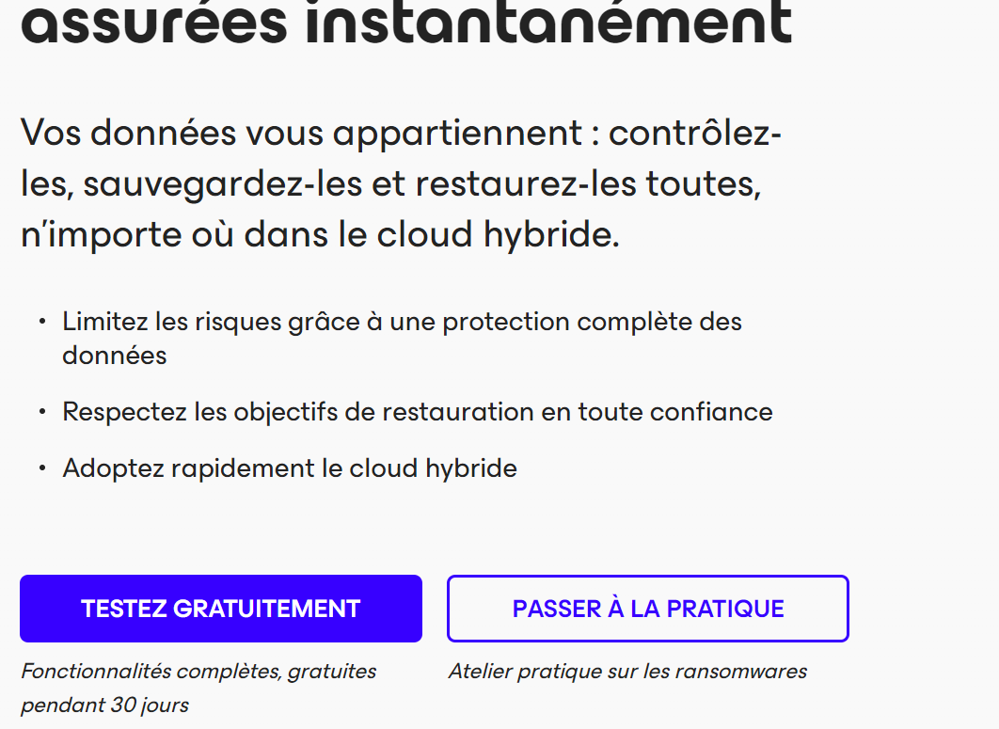 assurées instantanément
Vos données vous appartiennent : contrôlez-
les, sauvegardez-les et restaurez-les toutes,
n’importe où dans le cloud hybride.
• Limitez les risques grâce à une protection complète des
données
• Respectez les objectifs de restauration en toute confiance
• Adoptez rapidement le cloud hybride
TESTEZ GRATUITEMENT
Fonctionnalités complètes, gratuites
pendant 30 jours
PASSER À LA PRATIQUE
Atelier pratique sur les ransomwares